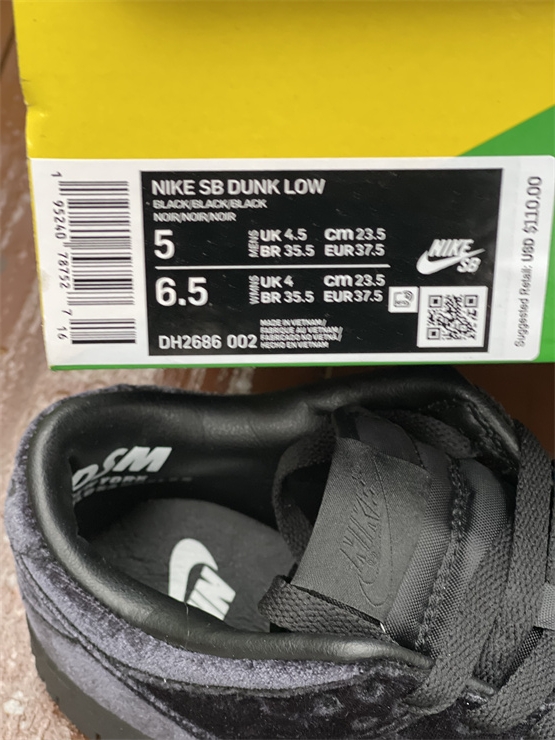 NIKE SB DUNK LOW
BLACK/BLACK/BLACK
NOIR/NOIR/NOIR
5 MENS UK 4.5 cm 23.5
BR 35.5 EUR 37.5
6.5 WMNS UK 4 cm 23.5
BR 35.5 EUR 37.5
MADE IN VIETNAM/
FABRIQUE AU VIETNAM/
FABRICADO NO VIETNÃ/
HECHO EN VIETNAM
DH2686 002
NIKE
SB
1 95240 78752 7 16
Suggested Retail: USD $110.00
DSM
YORK
NIKE